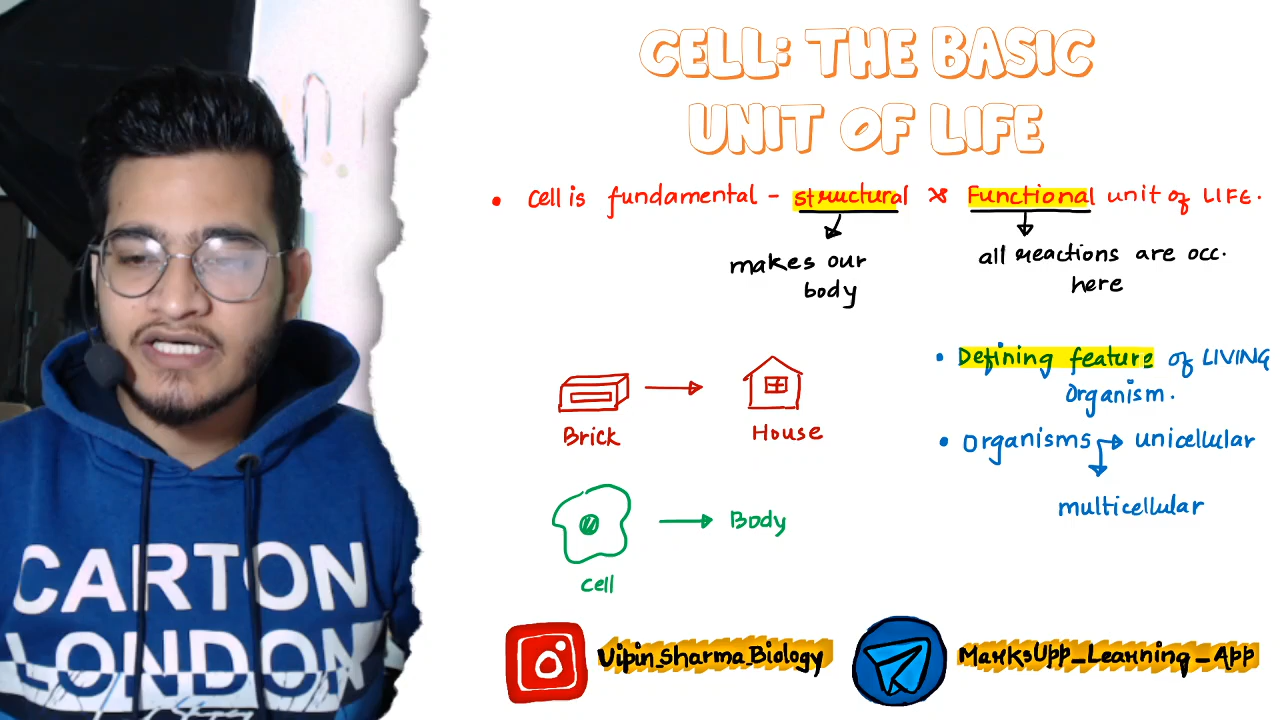 CELL: THE BASIC
UNIT OF LIFE
• Cell is fundamental - structural & Functional unit of LIFE.
makes our
body
all reactions are occ.
here
• Defining feature of LIVING
Organism.
Brick
House
• Organisms → unicellular
multicellular
Body
Cell
CARTON
LONDON
Vipin_Sharma_Biology
MarksUpp_Learning_App